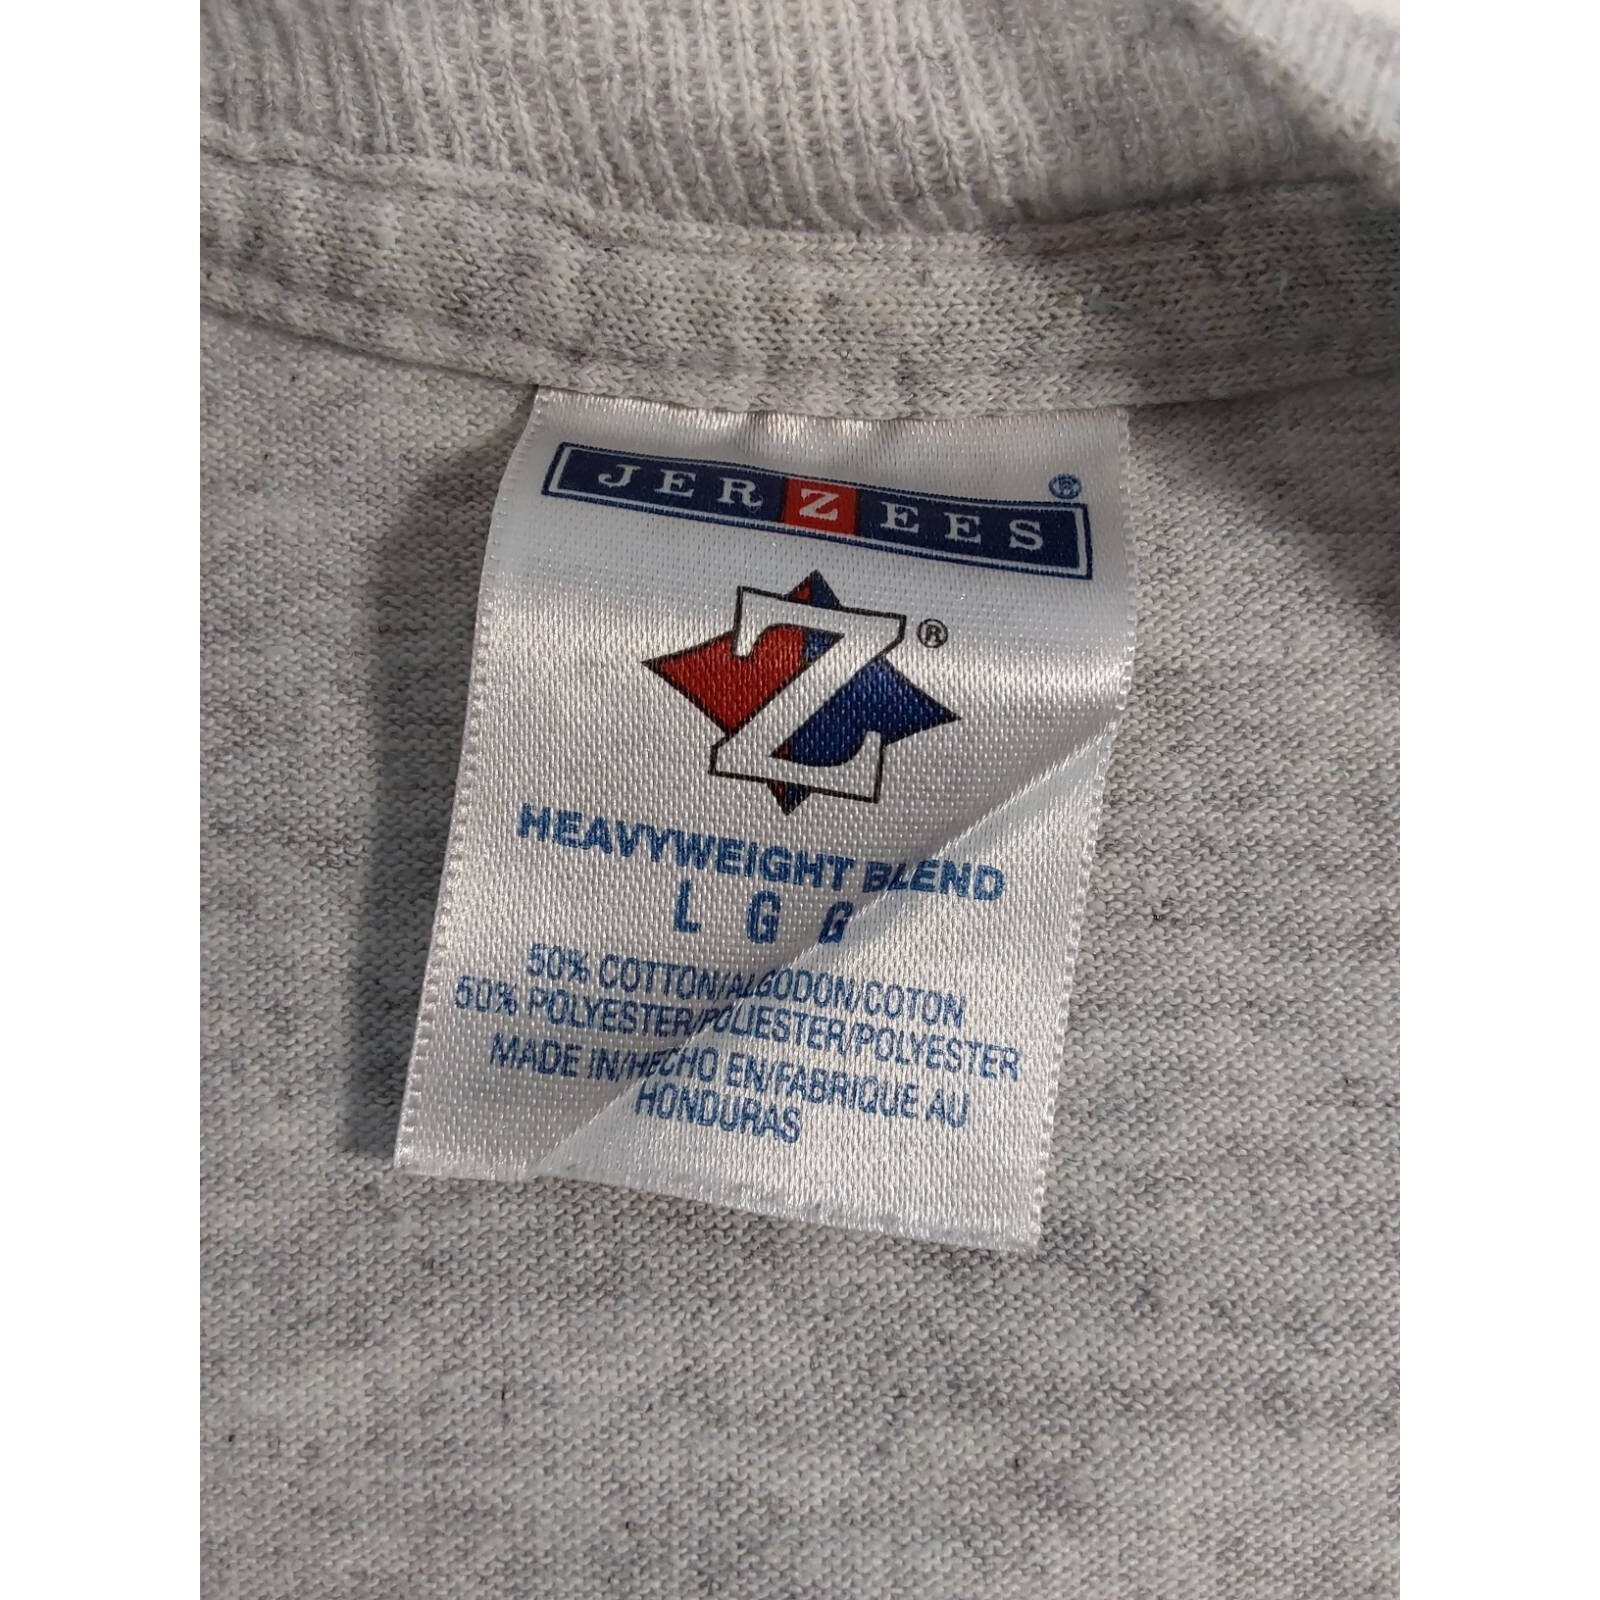 JERZEES ®
Z ®
HEAVYWEIGHT BLEND
L G G
50% COTTON/ALGODON/COTON
50% POLYESTER/POLIESTER/POLYESTER
MADE IN/HECHO EN/FABRIQUE AU
HONDURAS